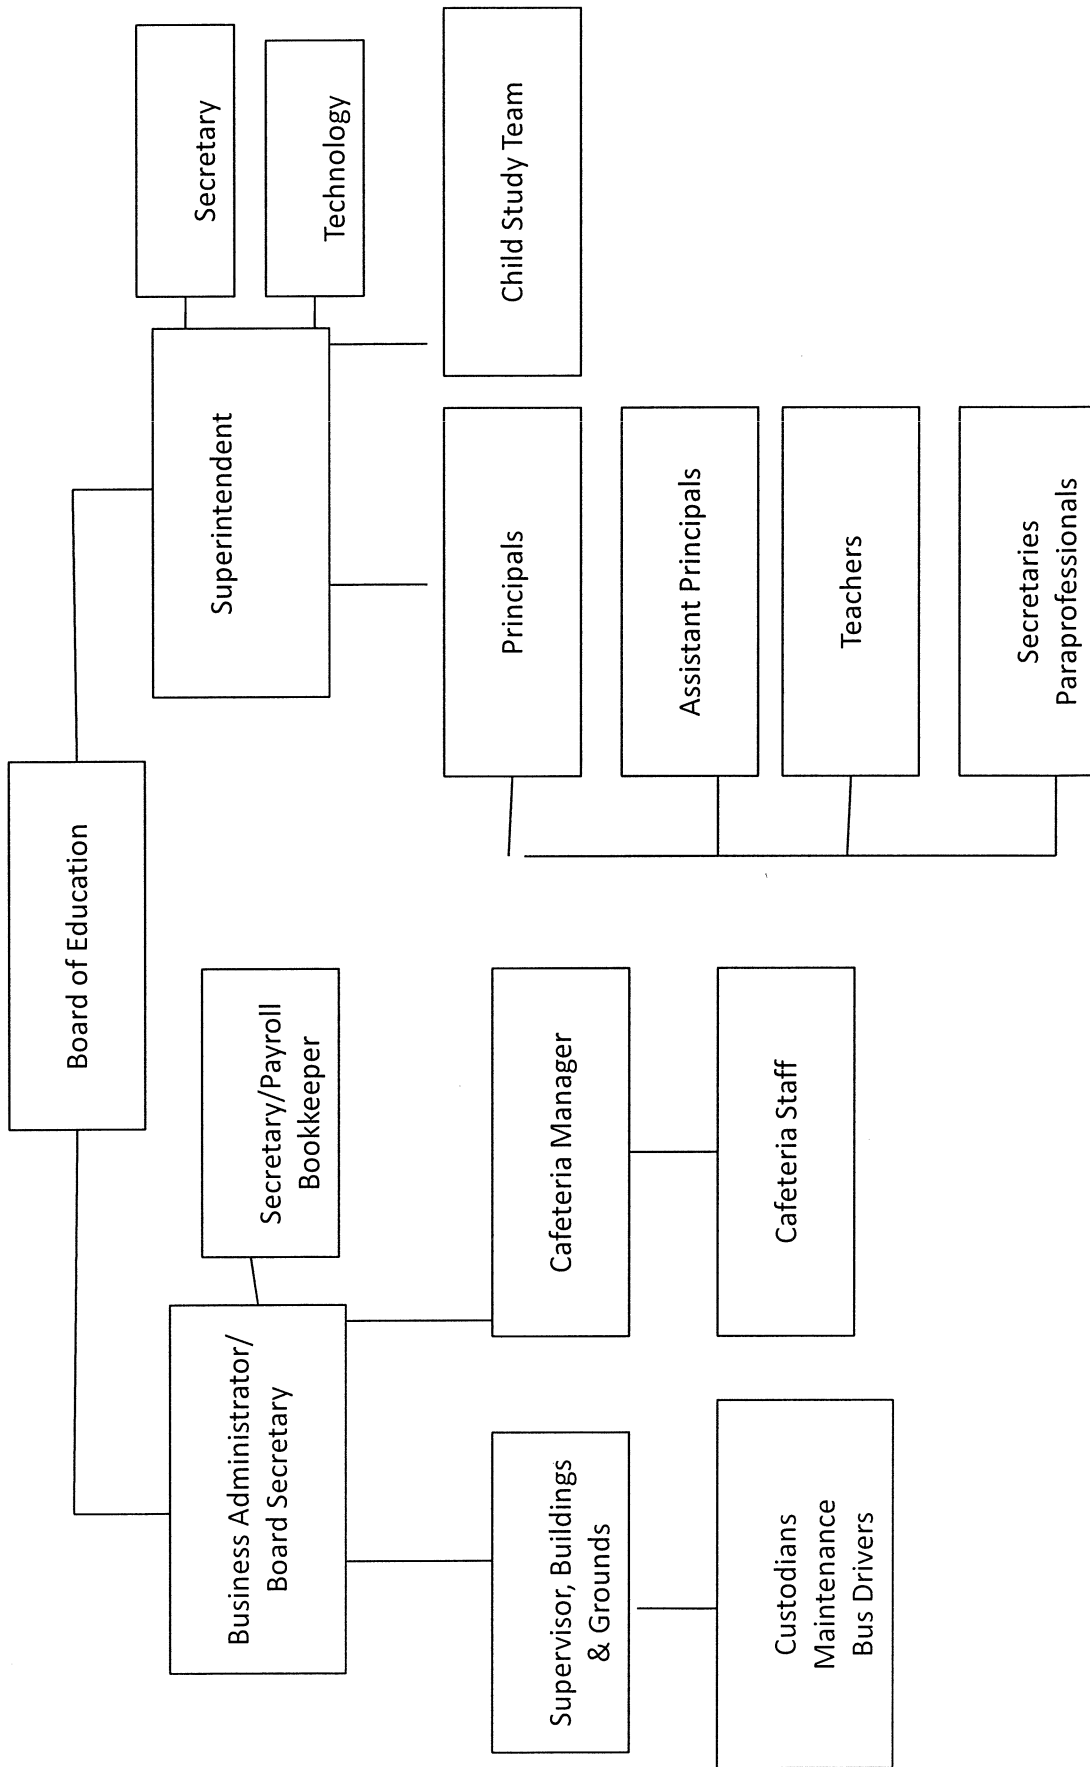 Board of Education
Business Administrator/
Board Secretary
Secretary/Payroll
Bookkeeper
Superintendent
Secretary
Technology
Supervisor, Buildings
& Grounds
Cafeteria Manager
Principals
Child Study Team
Custodians
Maintenance
Bus Drivers
Cafeteria Staff
Assistant Principals
Teachers
Secretaries
Paraprofessionals